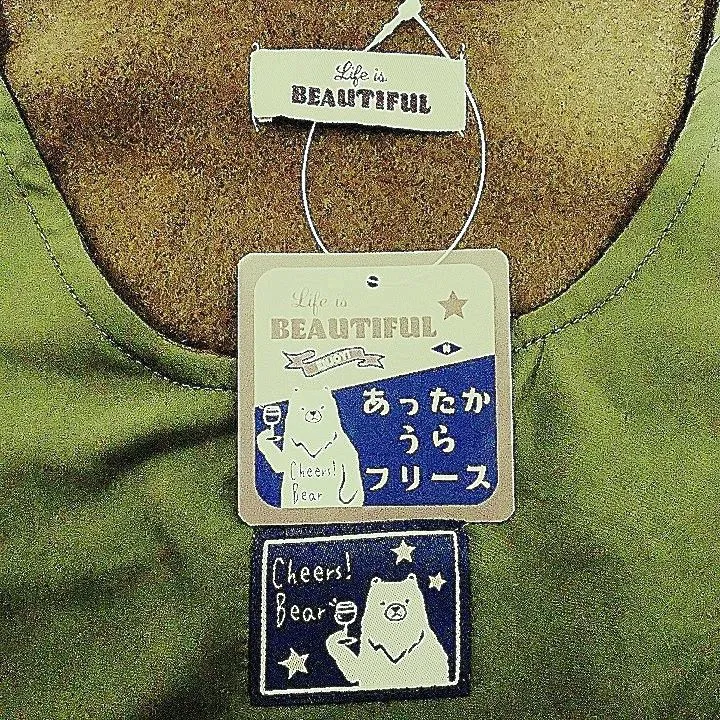 Life is
BEAUTIFUL
Life is
BEAUTIFUL
ENJOY!
N
あったか
うら
フリース
Cheers!
Bear
Cheers!
Bear